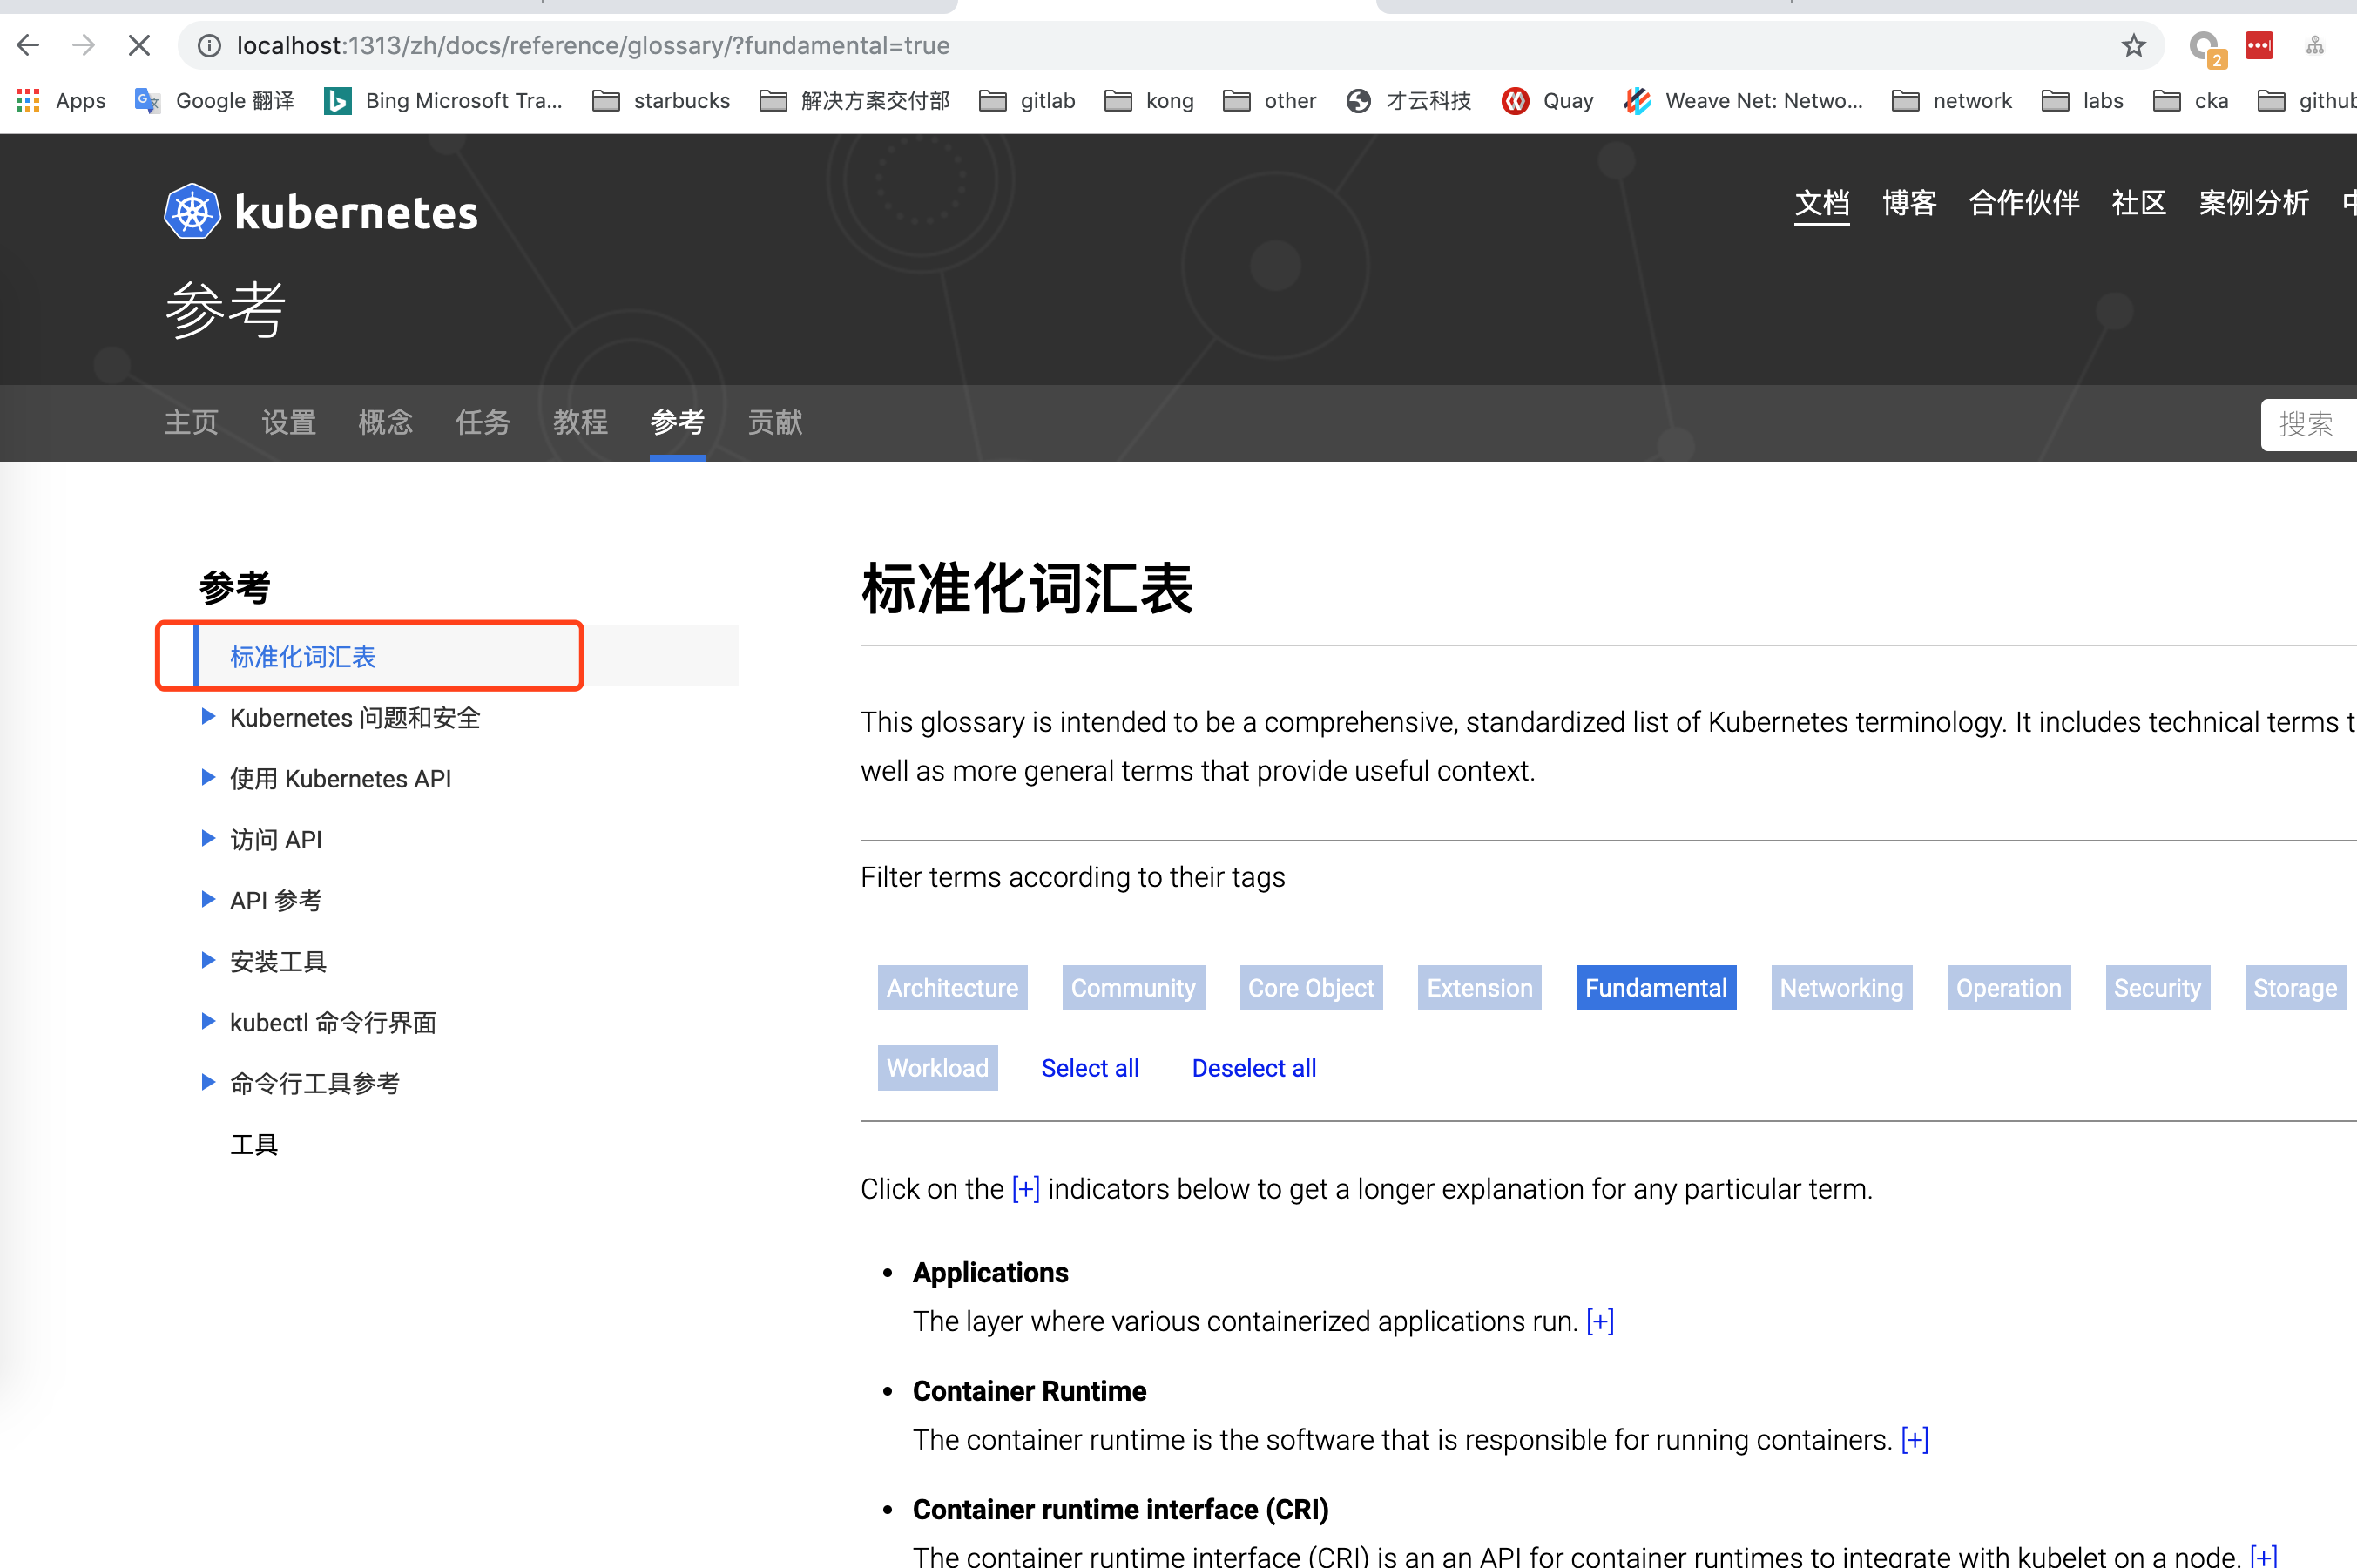 localhost:1313/zh/docs/reference/glossary/?fundamental=true
2
Apps Google 翻译 Bing Microsoft Tra... starbucks 解决方案交付部 gitlab kong other 才云科技 Quay Weave Net: Netwo... network labs cka github
kubernetes
文档 博客 合作伙伴 社区 案例分析
参考
主页 设置 概念 任务 教程 参考 贡献
搜索
参考
标准化词汇表
Kubernetes 问题和安全
使用 Kubernetes API
访问 API
API 参考
安装工具
kubectl 命令行界面
命令行工具参考
工具
标准化词汇表
This glossary is intended to be a comprehensive, standardized list of Kubernetes terminology. It includes technical terms t
well as more general terms that provide useful context.
Filter terms according to their tags
Architecture Community Core Object Extension Fundamental Networking Operation Security Storage
Workload Select all Deselect all
Click on the [+] indicators below to get a longer explanation for any particular term.
• Applications
The layer where various containerized applications run. [+]
• Container Runtime
The container runtime is the software that is responsible for running containers. [+]
• Container runtime interface (CRI)
The container runtime interface (CRI) is an an API for container runtimes to integrate with kubelet on a node. [+]